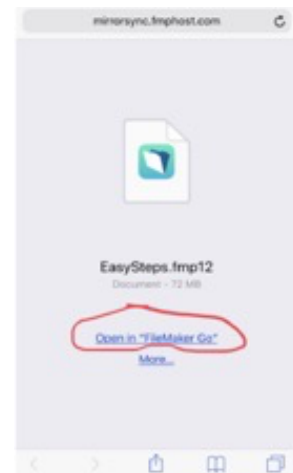 mirrorsync.fmphost.com
EasySteps.fmp12
Document - 72 MB
Open in "FileMaker Go"
More...